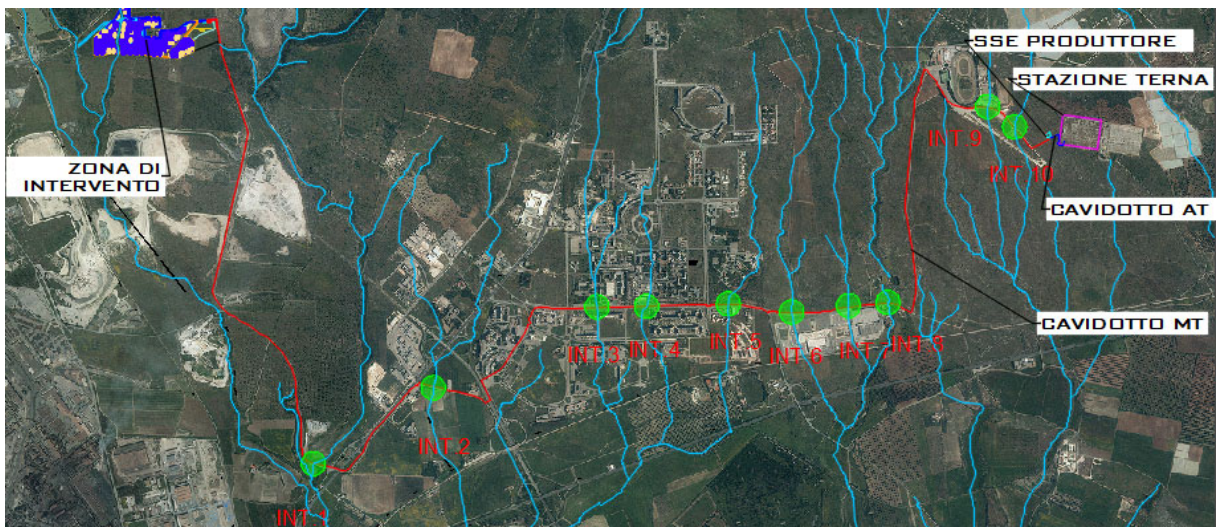 SSE PRODUTTORE
STAZIONE TERNA
ZONA DI
INTERVENTO
INT. 9
INT. 10
CAVIDOTTO AT
CAVIDOTTO MT
INT. 3
INT. 4
INT. 5
INT. 6
INT. 7
INT. 8
INT. 2
INT. 1